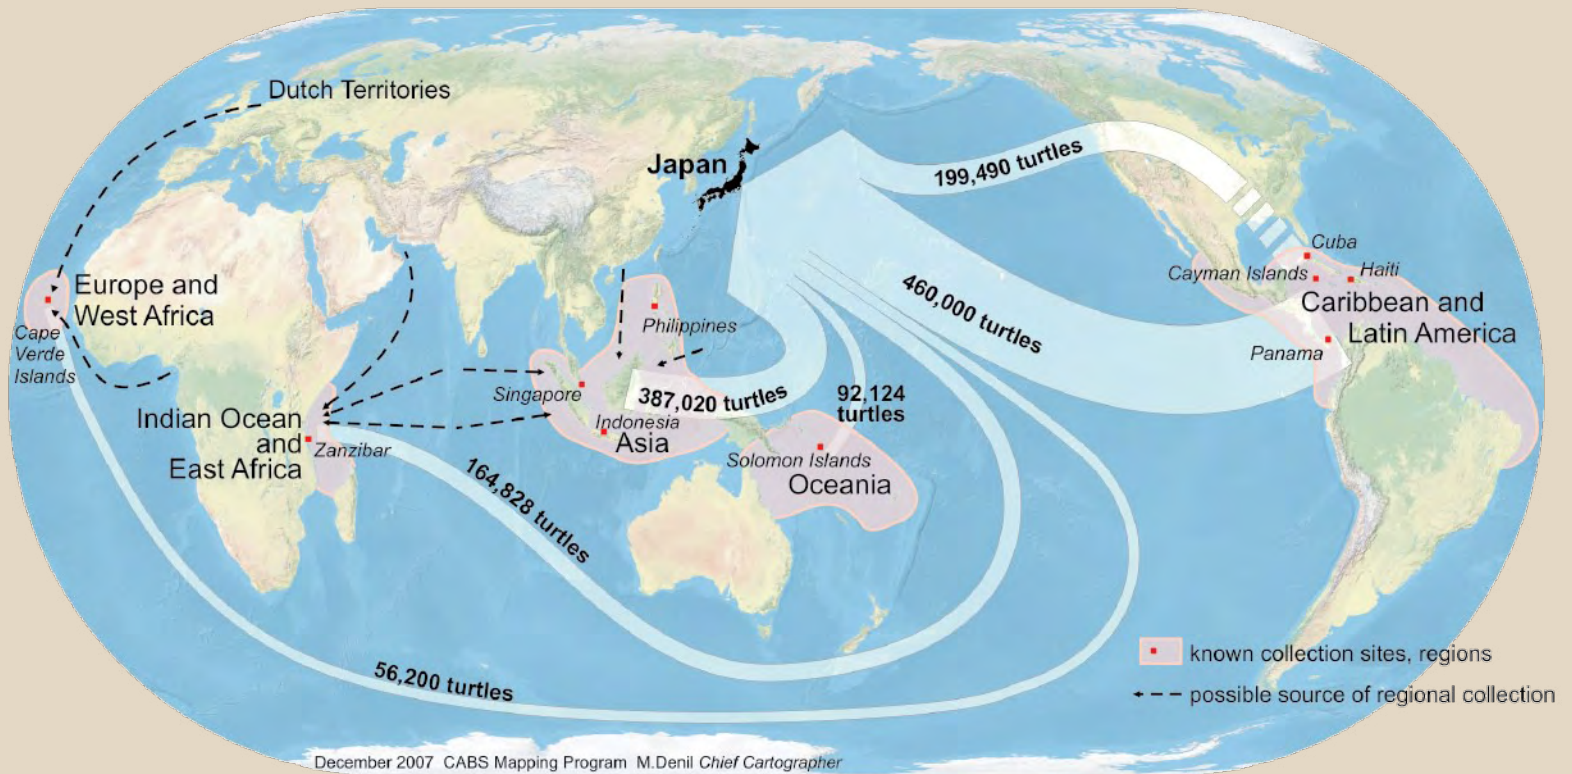 Dutch Territories
Japan
199,490 turtles
Cuba
Cayman Islands
Haiti
Caribbean and
Latin America
Panama
460,000 turtles
Europe and
West Africa
Cape
Verde
Islands
Philippines
Singapore
387,020 turtles
Indonesia
Asia
92,124
turtles
Solomon Islands
Oceania
Indian Ocean
and
East Africa
Zanzibar
164,828 turtles
56,200 turtles
known collection sites, regions
possible source of regional collection
December 2007 CABS Mapping Program M.Denil Chief Cartographer